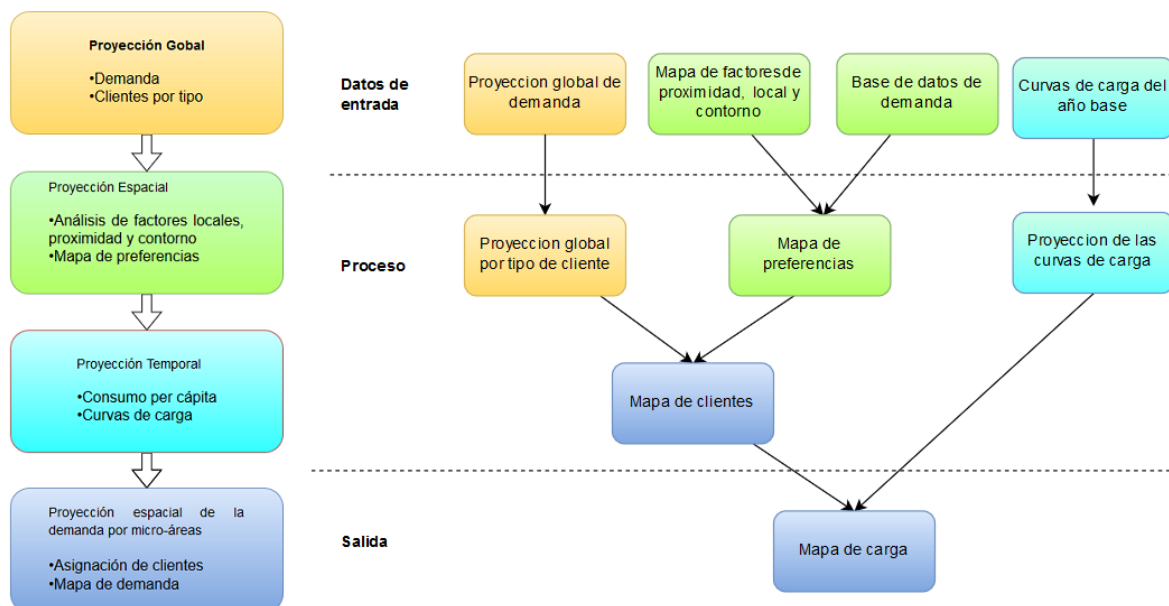 Proyección Gobal
•Demanda
•Clientes por tipo
Proyección Espacial
•Análisis de factores locales,
proximidad y contorno
•Mapa de preferencias
Proyección Temporal
•Consumo per cápita
•Curvas de carga
Proyección espacial de la
demanda por micro-áreas
•Asignación de clientes
•Mapa de demanda
Datos de
entrada
Proyeccion global de
demanda
Mapa de factores de
proximidad, local y
contorno
Base de datos de
demanda
Curvas de carga del
año base
Proceso
Proyeccion global
por tipo de cliente
Mapa de
preferencias
Proyeccion de las
curvas de carga
Mapa de clientes
Salida
Mapa de carga